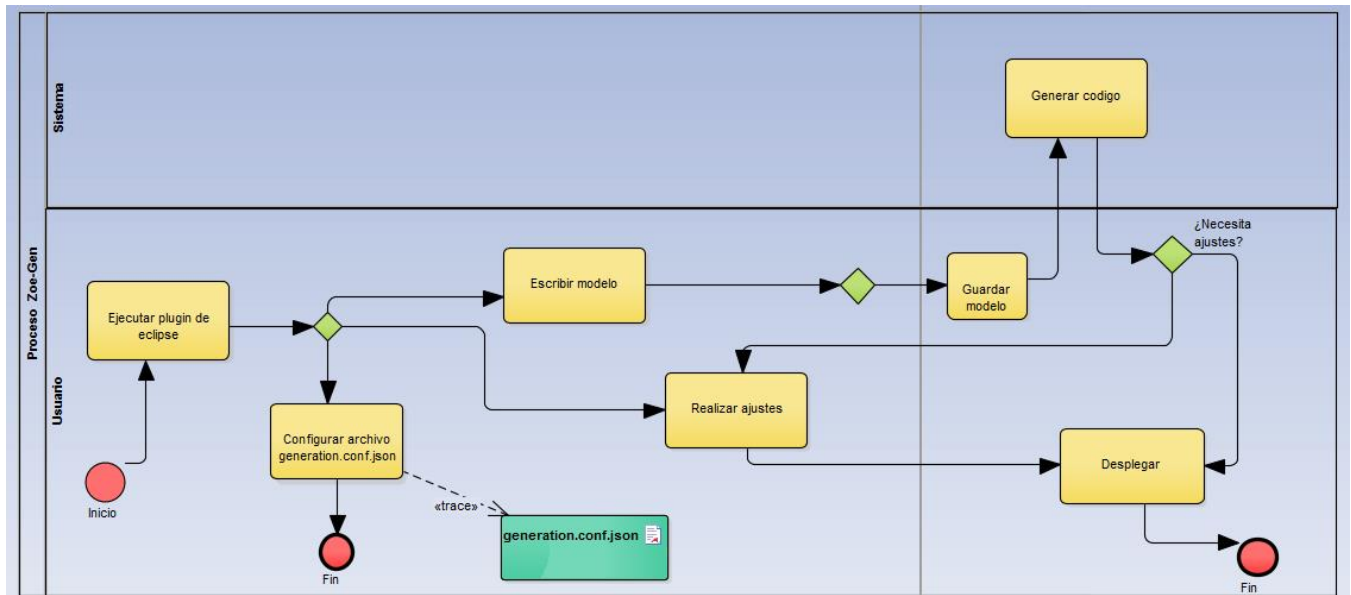 Proceso Zoe-Gen
Sistema
Generar codigo
Usuario
¿Necesita
ajustes?
Escribir modelo
Guardar
modelo
Ejecutar plugin de
eclipse
Realizar ajustes
Configurar archivo
generation.conf.json
Desplegar
Inicio
«trace»
generation.conf.json
Fin
Fin